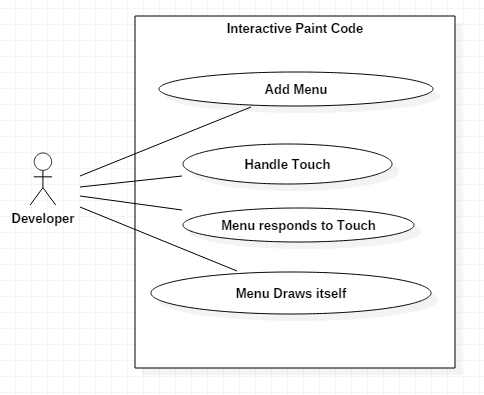 Interactive Paint Code
Add Menu
Handle Touch
Developer
Menu responds to Touch
Menu Draws itself